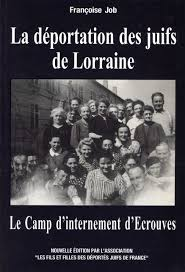 Françoise Job
La déportation des juifs
de Lorraine
Le Camp d'internement d'Ecrouves
NOUVELLE ÉDITION PAR L'ASSOCIATION
"LES FILS ET FILLES DES DÉPORTÉS JUIFS DE FRANCE"